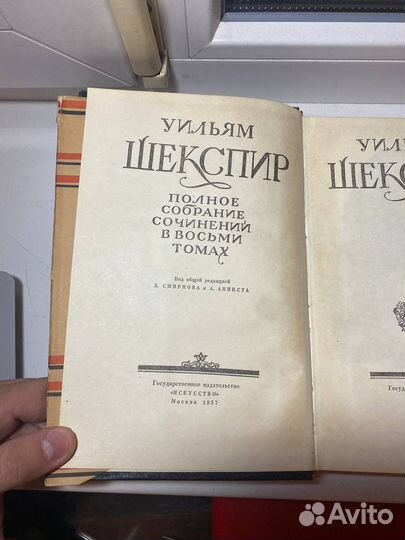 УИЛЬЯМ
ШЕКСПИР
ПОЛНОЕ
СОБРАНИЕ
СОЧИНЕНИЙ
В ВОСЬМИ
ТОМАХ
Под общей редакцией
А. СМИРНОВА и А. АНИКСТА
Государственное издательство
«ИСКУССТВО»
Москва 1957
УИЛЬ
ШЕКС
Госуд
Avito